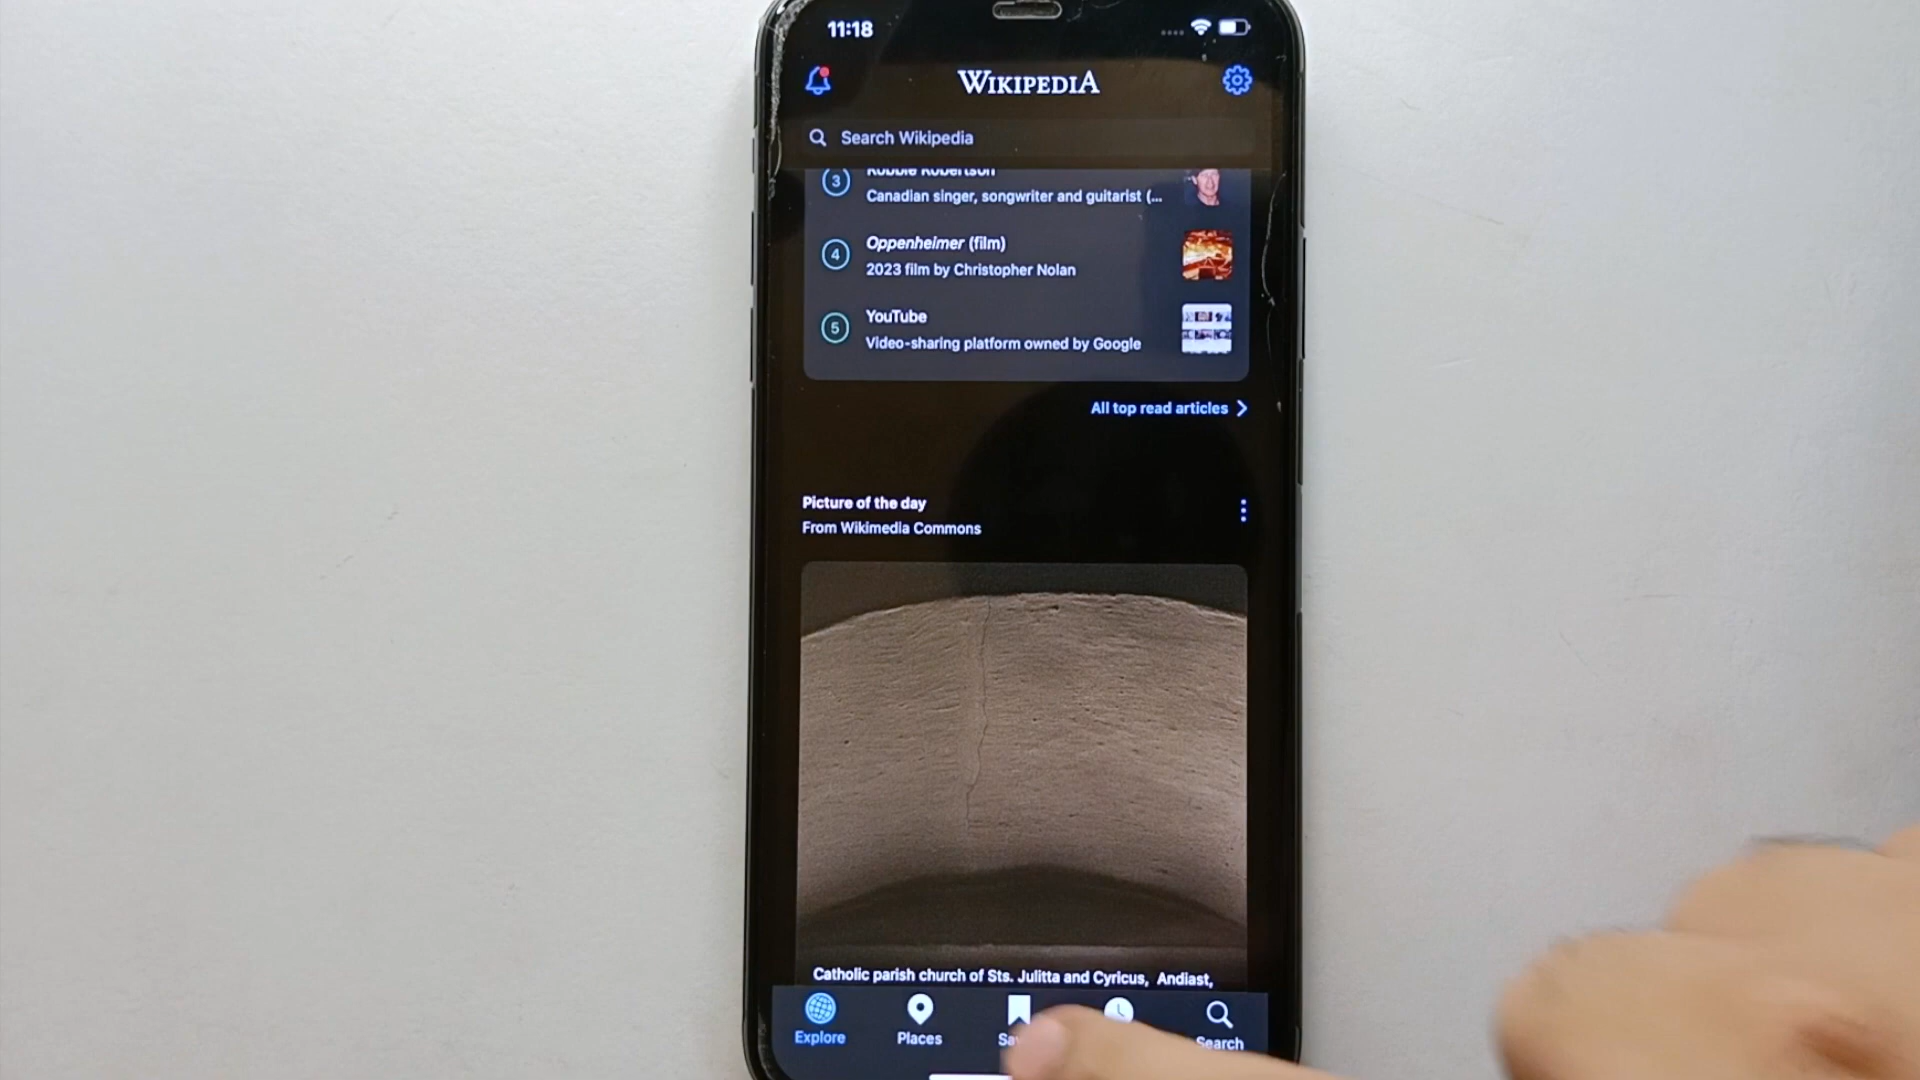 11:18
WIKIPEDIA
Search Wikipedia
3
Robbie Robertson
Canadian singer, songwriter and guitarist (...
4
Oppenheimer (film)
2023 film by Christopher Nolan
5
YouTube
Video-sharing platform owned by Google
All top read articles
Picture of the day
From Wikimedia Commons
Catholic parish church of Sts. Julitta and Cyricus, Andiast,
Explore
Places
Search